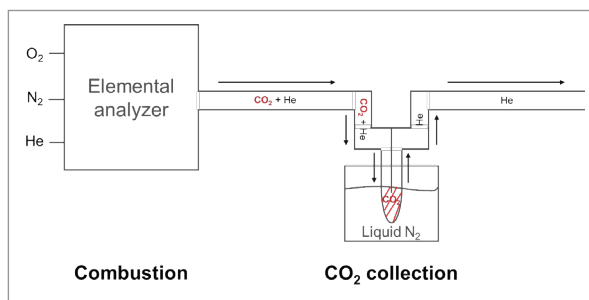 O₂
N₂
He
Elemental
analyzer
CO₂ + He
CO₂ + He
He
He
CO₂
Liquid N₂
Combustion
CO₂ collection